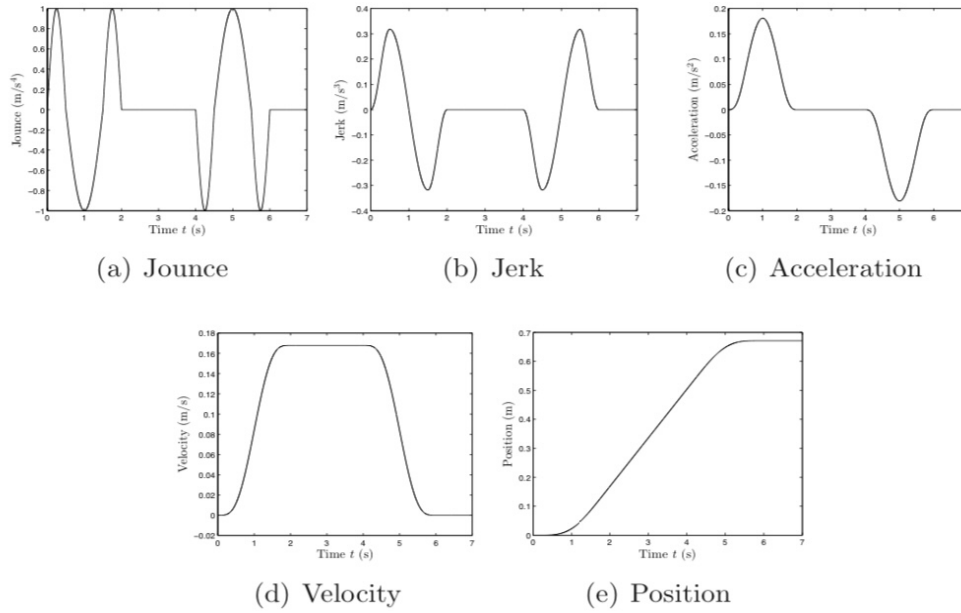 Jounce (m/s⁴)
1
0.8
0.6
0.4
0.2
0
−0.2
−0.4
−0.6
−0.8
−1
0 1 2 3 4 5 6 7
Time t (s)
(a) Jounce
Jerk (m/s³)
0.4
0.3
0.2
0.1
0
−0.1
−0.2
−0.3
−0.4
0 1 2 3 4 5 6 7
Time t (s)
(b) Jerk
Acceleration (m/s²)
0.2
0.15
0.1
0.05
0
−0.05
−0.1
−0.15
−0.2
0 1 2 3 4 5 6
Time t (s)
(c) Acceleration
Velocity (m/s)
0.18
0.16
0.14
0.12
0.1
0.08
0.06
0.04
0.02
0
−0.02
0 1 2 3 4 5 6 7
Time t (s)
(d) Velocity
Position (m)
0.7
0.6
0.5
0.4
0.3
0.2
0.1
0
0 1 2 3 4 5 6 7
Time t (s)
(e) Position